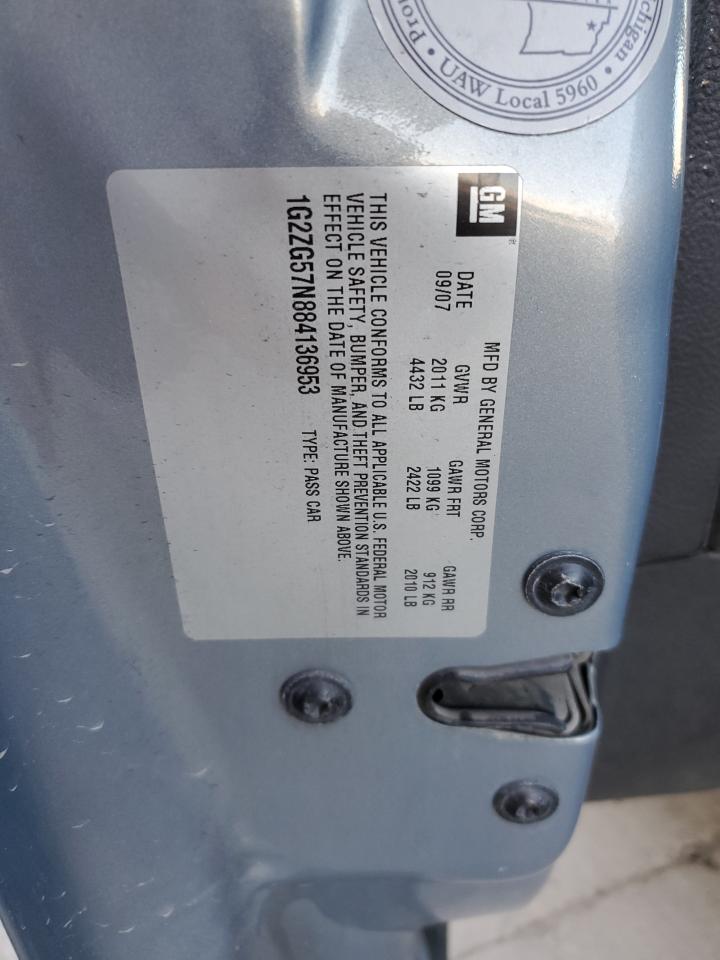 UAW Local 5960
GM
MFD BY GENERAL MOTORS CORP.
DATE GVWR GAWR FRT GAWR RR
09/07 2011 KG 1099 KG 912 KG
4432 LB 2422 LB 2010 LB
THIS VEHICLE CONFORMS TO ALL APPLICABLE U.S. FEDERAL MOTOR
VEHICLE SAFETY, BUMPER, AND THEFT PREVENTION STANDARDS IN
EFFECT ON THE DATE OF MANUFACTURE SHOWN ABOVE.
1G2ZG57N884136953 TYPE: PASS CAR